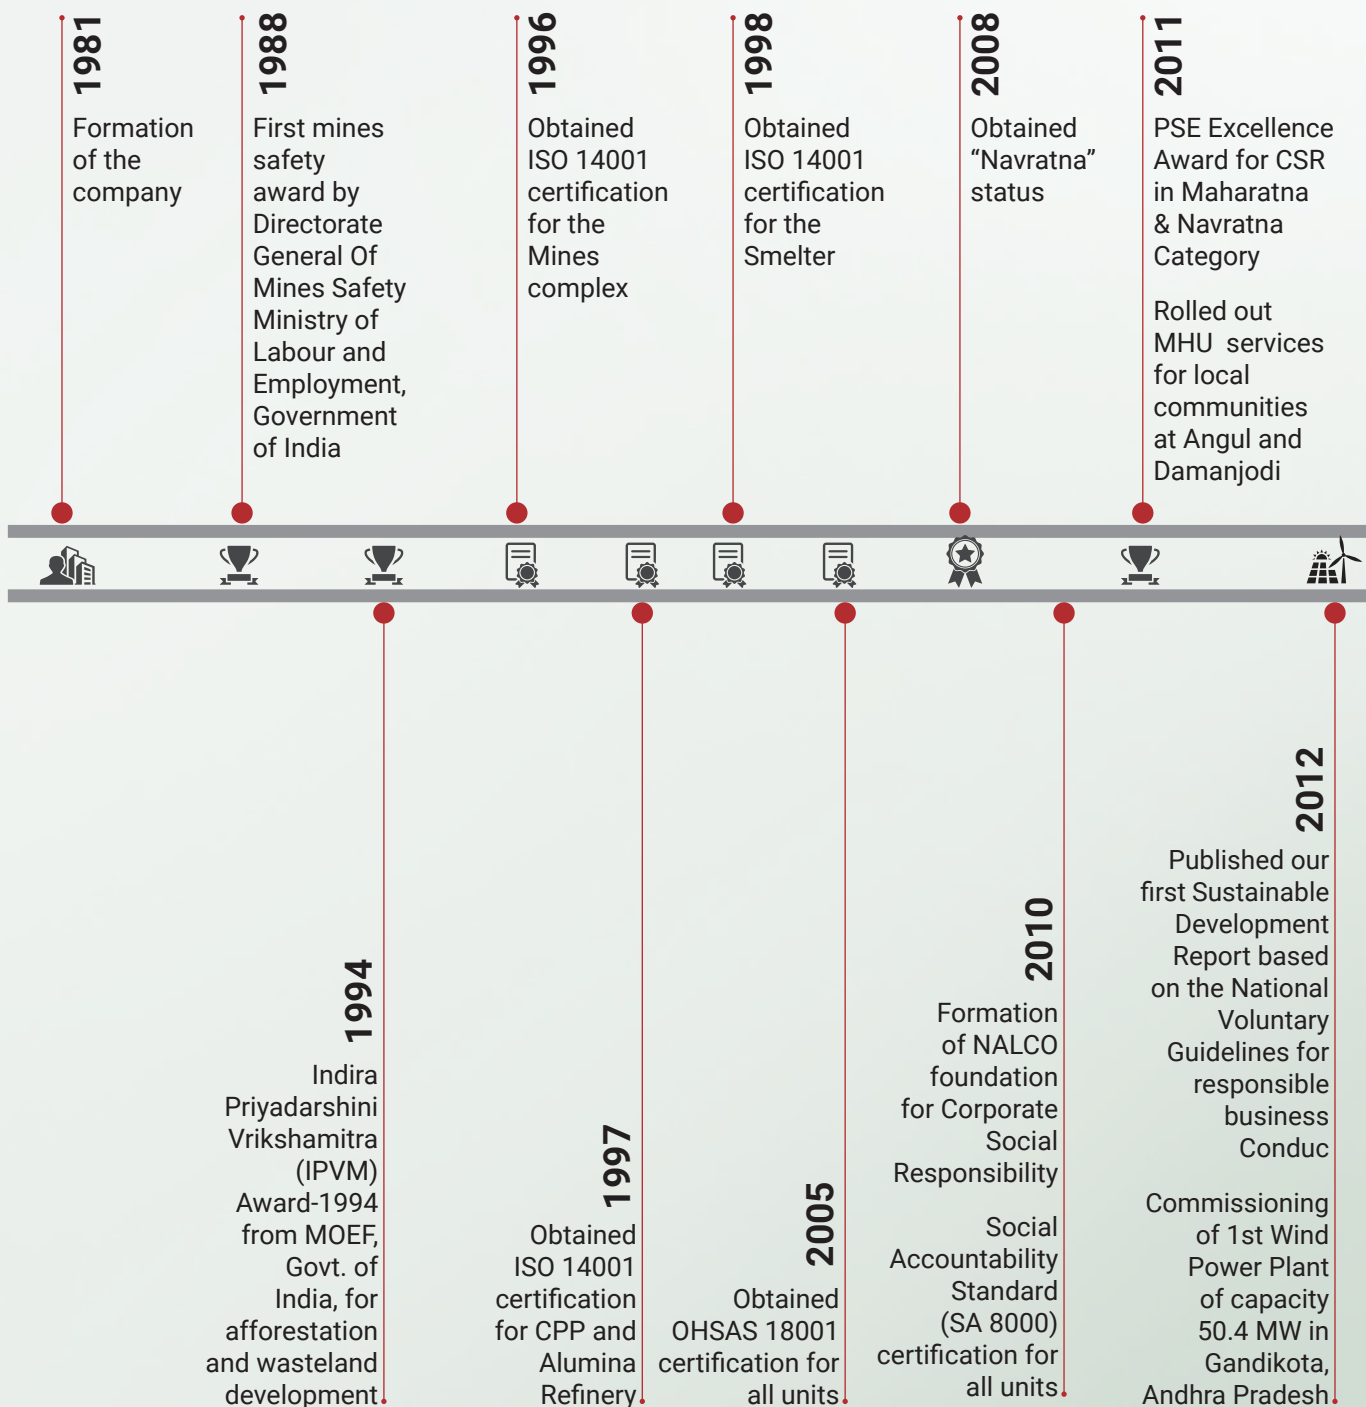 1981
Formation
of the
company
1988
First mines
safety
award by
Directorate
General Of
Mines Safety
Ministry of
Labour and
Employment,
Government
of India
1996
Obtained
ISO 14001
certification
for the
Mines
complex
1998
Obtained
ISO 14001
certification
for the
Smelter
2008
Obtained
“Navratna”
status
2011
PSE Excellence
Award for CSR
in Maharatna
& Navratna
Category
Rolled out
MHU services
for local
communities
at Angul and
Damanjodi
1994
Indira
Priyadarshini
Vrikshamitra
(IPVM)
Award-1994
from MOEF,
Govt. of
India, for
afforestation
and wasteland
development
1997
Obtained
ISO 14001
certification
for CPP and
Alumina
Refinery
2005
Obtained
OHSAS 18001
certification for
all units
2010
Formation
of NALCO
foundation
for Corporate
Social
Responsibility
Social
Accountability
Standard
(SA 8000)
certification for
all units
2012
Published our
first Sustainable
Development
Report based
on the National
Voluntary
Guidelines for
responsible
business
Conduc
Commissioning
of 1st Wind
Power Plant
of capacity
50.4 MW in
Gandikota,
Andhra Pradesh